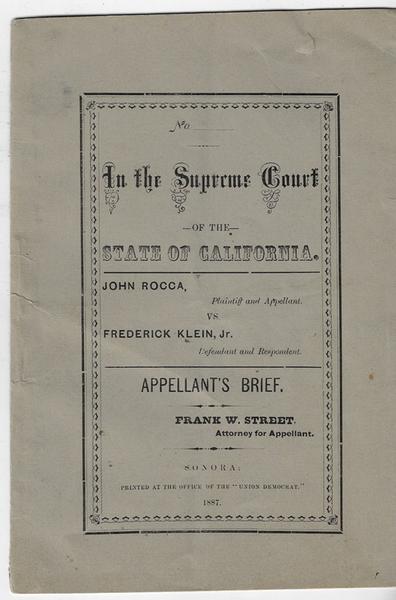 No
In the Supreme Court
—OF THE—
STATE OF CALIFORNIA.
JOHN ROCCA,
Plaintiff and Appellant.
VS.
FREDERICK KLEIN, Jr.
Defendant and Respondent.
APPELLANT'S BRIEF.
FRANK W. STREET,
Attorney for Appellant.
SONORA:
PRINTED AT THE OFFICE OF THE "UNION DEMOCRAT."
1887.